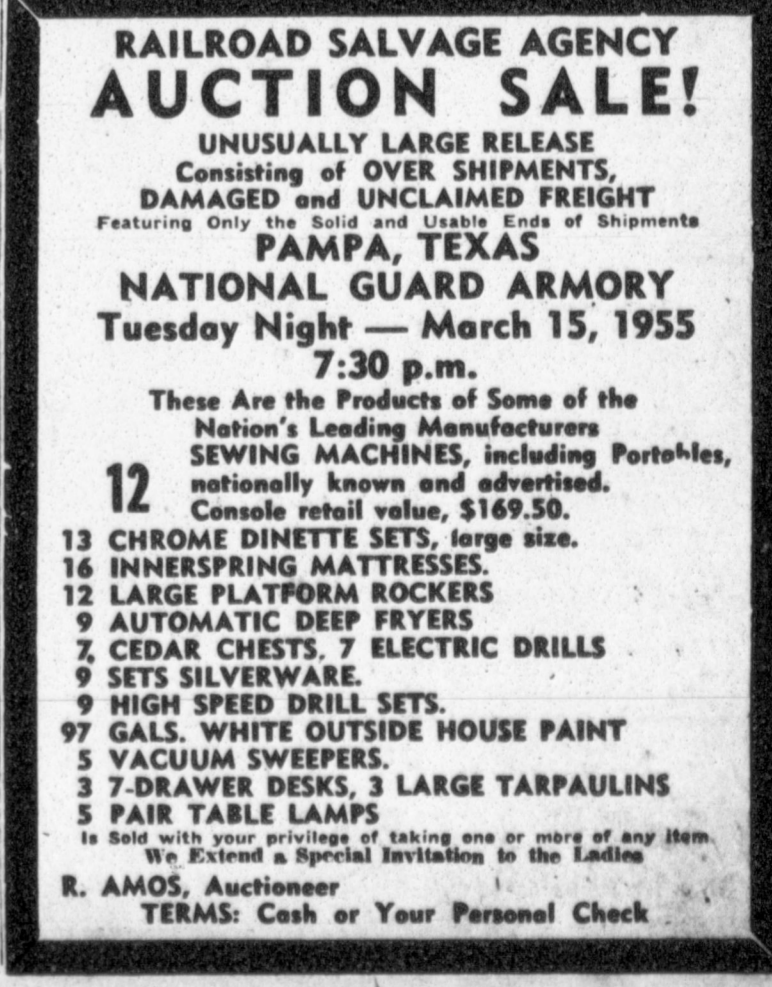 RAILROAD SALVAGE AGENCY
AUCTION SALE!
UNUSUALLY LARGE RELEASE
Consisting of OVER SHIPMENTS,
DAMAGED and UNCLAIMED FREIGHT
Featuring Only the Solid and Usable Ends of Shipments
PAMPA, TEXAS
NATIONAL GUARD ARMORY
Tuesday Night — March 15, 1955
7:30 p.m.
These Are the Products of Some of the
Nation's Leading Manufacturers
12 SEWING MACHINES, including Portables,
nationally known and advertised.
Console retail value, $169.50.
13 CHROME DINETTE SETS, large size.
16 INNERSPRING MATTRESSES.
12 LARGE PLATFORM ROCKERS
9 AUTOMATIC DEEP FRYERS
7, CEDAR CHESTS, 7 ELECTRIC DRILLS
9 SETS SILVERWARE.
9 HIGH SPEED DRILL SETS.
97 GALS. WHITE OUTSIDE HOUSE PAINT
5 VACUUM SWEEPERS.
3 7-DRAWER DESKS, 3 LARGE TARPAULINS
5 PAIR TABLE LAMPS
Is Sold with your privilege of taking one or more of any item
We Extend a Special Invitation to the Ladies
R. AMOS, Auctioneer
TERMS: Cash or Your Personal Check